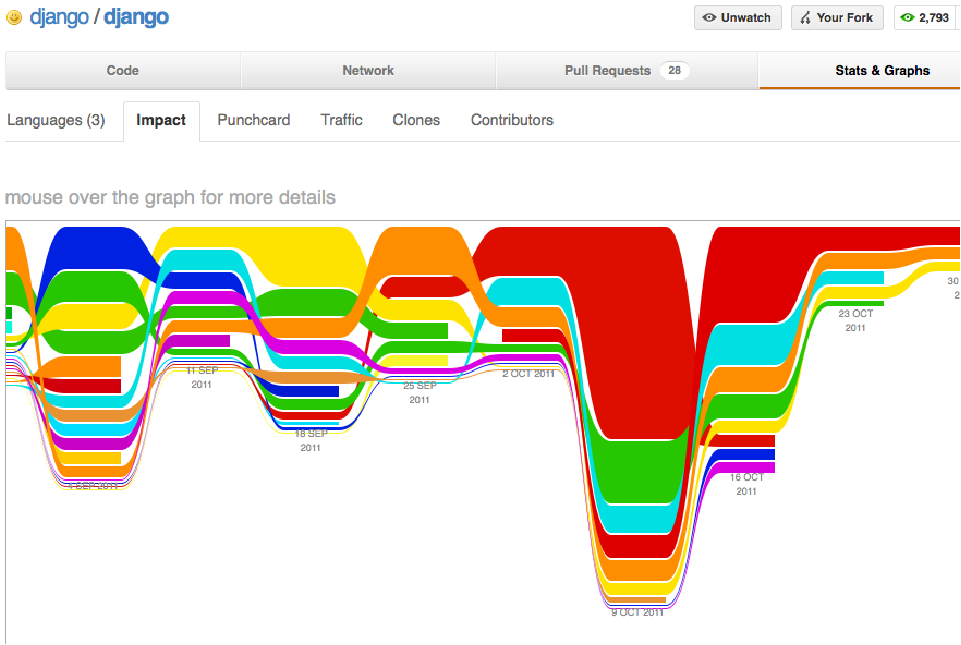 django / django
Unwatch
Your Fork
2,793
Code
Network
Pull Requests 28
Stats & Graphs
Languages (3)
Impact
Punchcard
Traffic
Clones
Contributors
mouse over the graph for more details
SEP 2011
11 SEP
2011
18 SEP
2011
25 SEP
2011
2 OCT 2011
9 OCT 2011
16 OCT
2011
23 OCT
2011
30
2